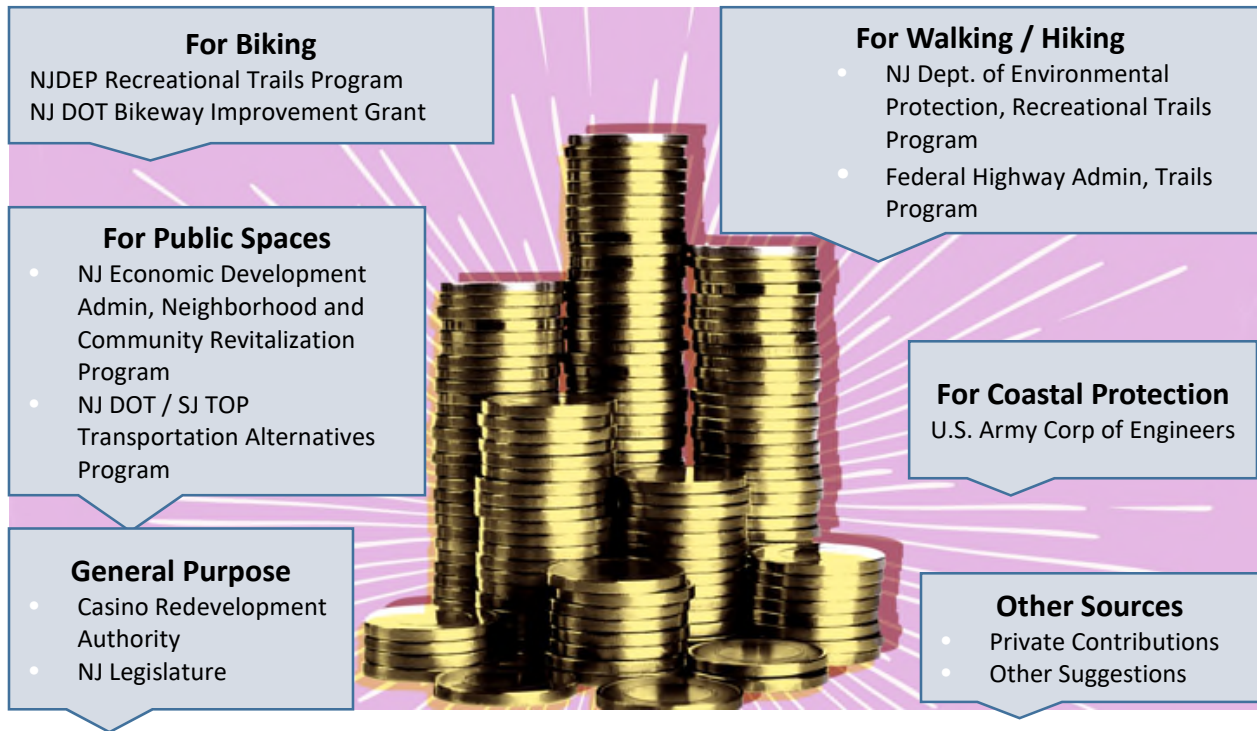 For Biking
NJDEP Recreational Trails Program
NJ DOT Bikeway Improvement Grant
For Walking / Hiking
• NJ Dept. of Environmental
Protection, Recreational Trails
Program
• Federal Highway Admin, Trails
Program
For Public Spaces
• NJ Economic Development
Admin, Neighborhood and
Community Revitalization
Program
• NJ DOT / SJ TOP
Transportation Alternatives
Program
For Coastal Protection
U.S. Army Corp of Engineers
General Purpose
• Casino Redevelopment
Authority
• NJ Legislature
Other Sources
• Private Contributions
• Other Suggestions